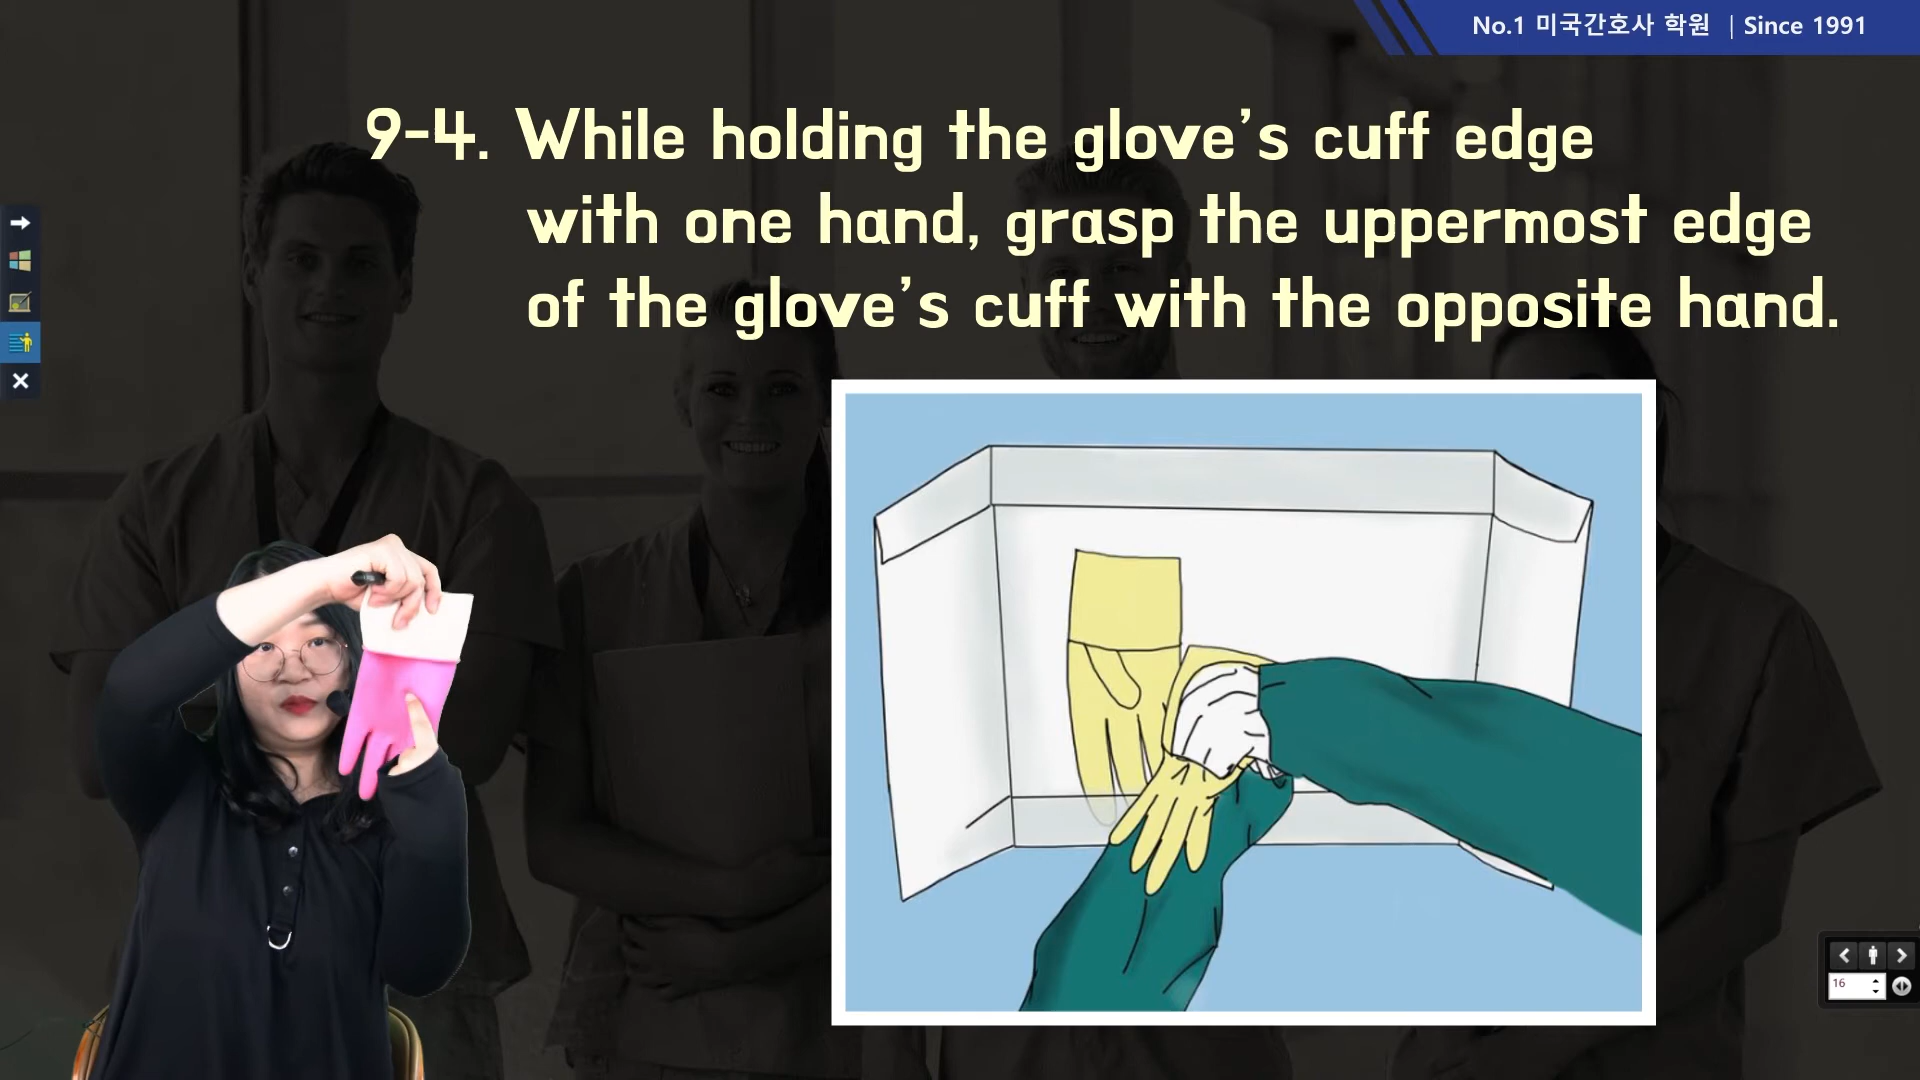 No.1 미국간호사 학원 | Since 1991
9-4. While holding the glove's cuff edge
with one hand, grasp the uppermost edge
of the glove's cuff with the opposite hand.
16